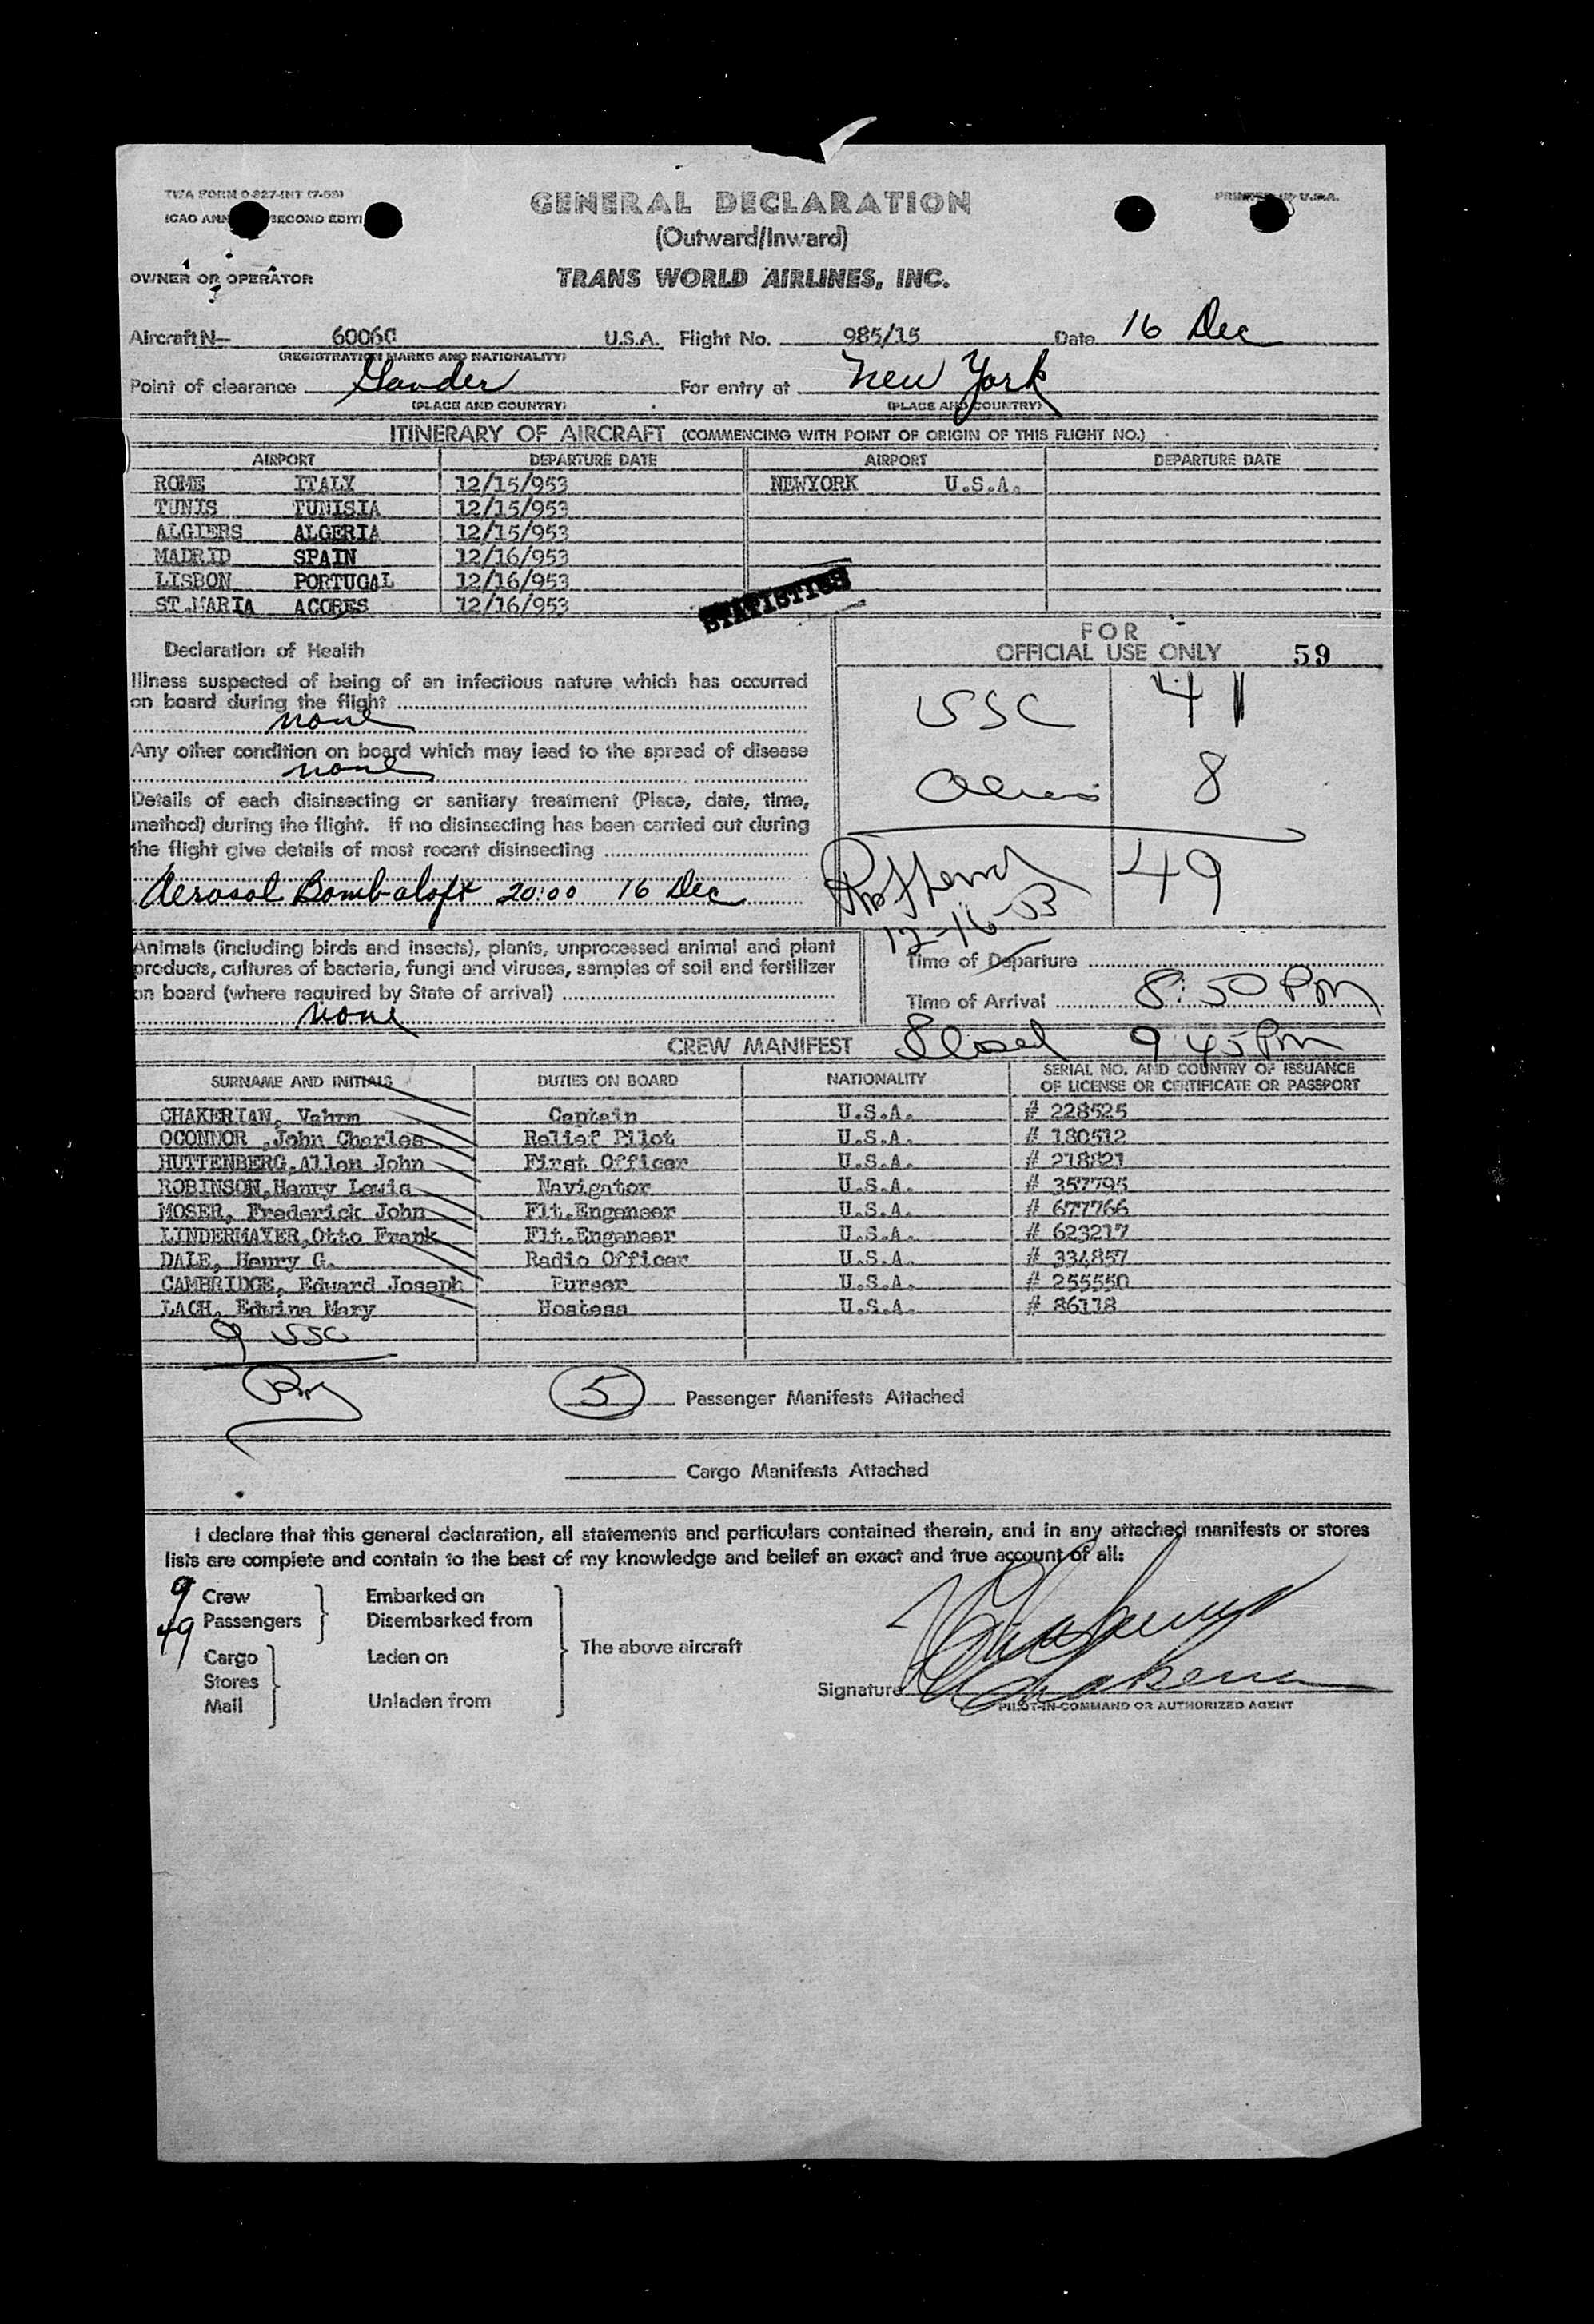 TWA FORM O-827-INT (7-53)
PRINTED IN U.S.A.
GENERAL DECLARATION
ICAO SECOND
(Outward/Inward)
OWNER OR OPERATOR
TRANS WORLD AIRLINES, INC.
Aircraft N- 6006C U.S.A. Flight No. 985/15 Date 16 Dec
(REGISTRATION MARKS AND NATIONALITY)
Point of clearance Gander For entry at New York
(PLACE AND COUNTRY) (PLACE AND COUNTRY)
ITINERARY OF AIRCRAFT (COMMENCING WITH POINT OF ORIGIN OF THIS FLIGHT NO.)
AIRPORT DEPARTURE DATE AIRPORT DEPARTURE DATE
ROME ITALY 12/15/953 NEWYORK U.S.A.
TUNIS TUNISIA 12/15/953
ALGIERS ALGERIA 12/15/953
MADRID SPAIN 12/16/953
LISBON PORTUGAL 12/16/953
ST.MARIA ACORES 12/16/953
STATISTICS
Declaration of Health
Illness suspected of being of an infectious nature which has occurred
on board during the flight
none
Any other condition on board which may lead to the spread of disease
none
Details of each disinsecting or sanitary treatment (Place, date, time,
method) during the flight. If no disinsecting has been carried out during
the flight give details of most recent disinsecting
Aerosol Bomb-aloft 20:00 16 Dec
FOR
OFFICIAL USE ONLY 59
USC 41
8
49
12-16-53
Animals (including birds and insects), plants, unprocessed animal and plant
products, cultures of bacteria, fungi and viruses, samples of soil and fertilizer
on board (where required by State of arrival)
none
Time of Departure
Time of Arrival 8:50 PM
CREW MANIFEST 9:45 Pm
SURNAME AND INITIALS DUTIES ON BOARD NATIONALITY SERIAL NO. AND COUNTRY OF ISSUANCE
OF LICENSE OR CERTIFICATE OR PASSPORT
CHAKERIAN, Vahrm Captain U.S.A. # 228525
OCONNOR ,John Charles Relief Pilot U.S.A. # 180512
HUTTENBERG,Allen John First Officer U.S.A. # 218821
ROBINSON,Henry Louis Navigator U.S.A. # 357795
MOSER, Frederick John Flt.Engeneer U.S.A. # 677766
LINDERMAYER,Otto Frank Flt.Engeneer U.S.A. # 623217
DALE, Henry G. Radio Officer U.S.A. # 334857
CAMBRIDGE, Edward Joseph Purser U.S.A. # 255550
LACH, Edwina Mary Hostess U.S.A. # 86118
9 USC
5 Passenger Manifests Attached
Cargo Manifests Attached
I declare that this general declaration, all statements and particulars contained therein, and in any attached manifests or stores
lists are complete and contain to the best of my knowledge and belief an exact and true account of all:
9 Crew Embarked on
49 Passengers Disembarked from
The above aircraft
Cargo Laden on
Stores
Mail Unladen from
Signature
PILOT-IN-COMMAND OR AUTHORIZED AGENT